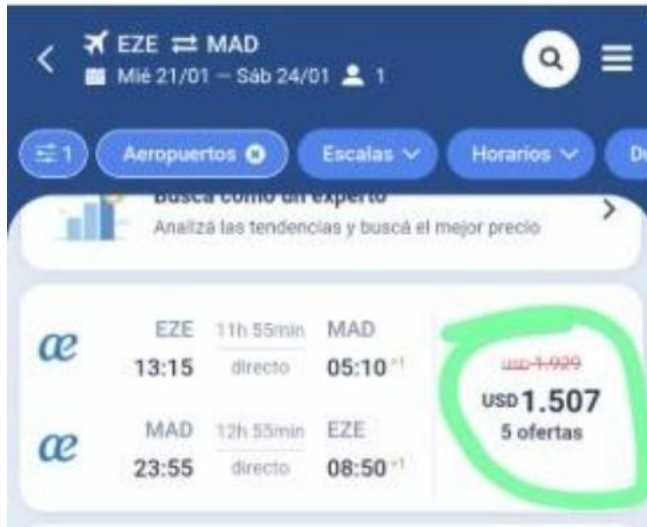 EZE ⇄ MAD
Mié 21/01 – Sáb 24/01 1
1 Aeropuertos Escalas Horarios
Busca como un experto
Analizá las tendencias y buscá el mejor precio
EZE 11h 55min MAD
13:15 directo 05:10 +1
USD 1.929
USD 1.507
5 ofertas
MAD 12h 55min EZE
23:55 directo 08:50 +1